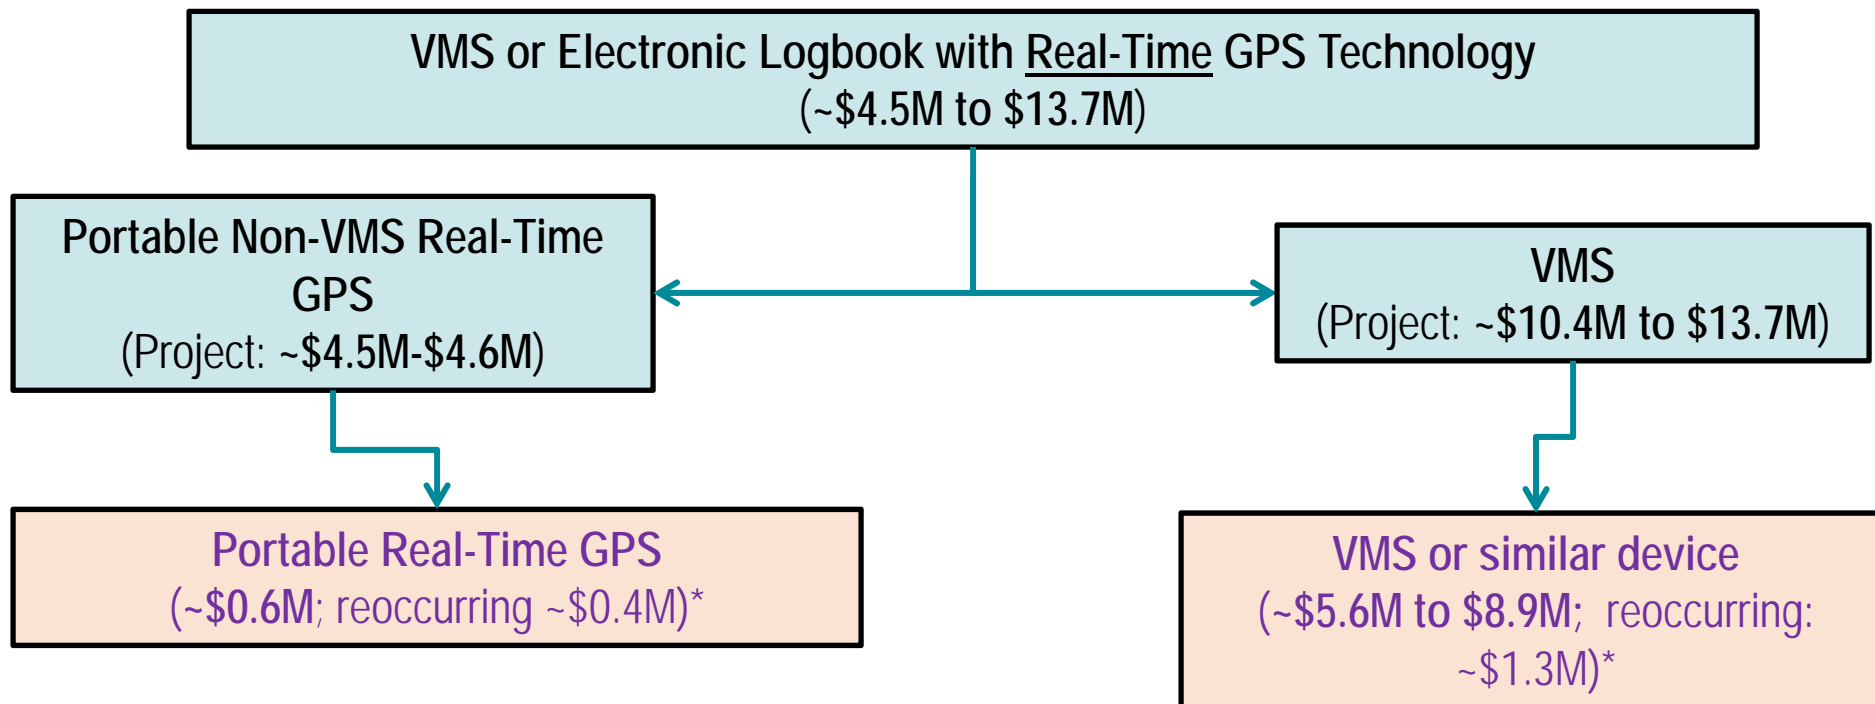 VMS or Electronic Logbook with Real-Time GPS Technology
(~$4.5M to $13.7M)
Portable Non-VMS Real-Time
GPS
(Project: ~$4.5M-$4.6M)
VMS
(Project: ~$10.4M to $13.7M)
Portable Real-Time GPS
(~$0.6M; reoccurring ~$0.4M)*
VMS or similar device
(~$5.6M to $8.9M; reoccurring:
~$1.3M)*